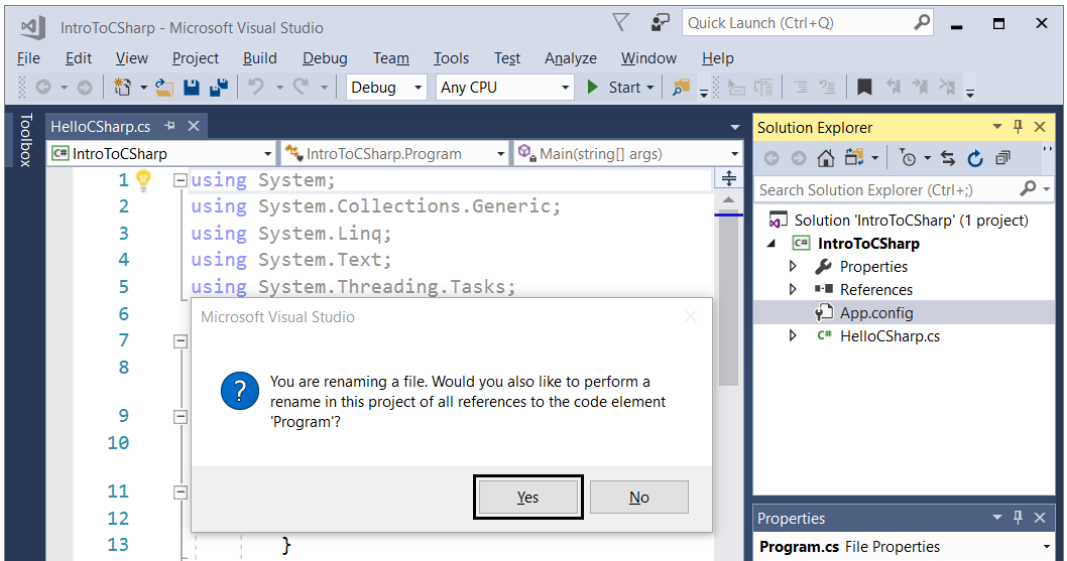 IntroToCSharp - Microsoft Visual Studio
Quick Launch (Ctrl+Q)
File Edit View Project Build Debug Team Tools Test Analyze Window Help
Debug Any CPU Start
Toolbox
HelloCSharp.cs
C# IntroToCSharp IntroToCSharp.Program Main(string[] args)
1 using System;
2 using System.Collections.Generic;
3 using System.Linq;
4 using System.Text;
5 using System.Threading.Tasks;
6
7
8
9
10
11
12
13 }
Microsoft Visual Studio
? You are renaming a file. Would you also like to perform a
rename in this project of all references to the code element
'Program'?
Yes No
Solution Explorer
Search Solution Explorer (Ctrl+;)
Solution 'IntroToCSharp' (1 project)
C# IntroToCSharp
Properties
References
App.config
C# HelloCSharp.cs
Properties
Program.cs File Properties